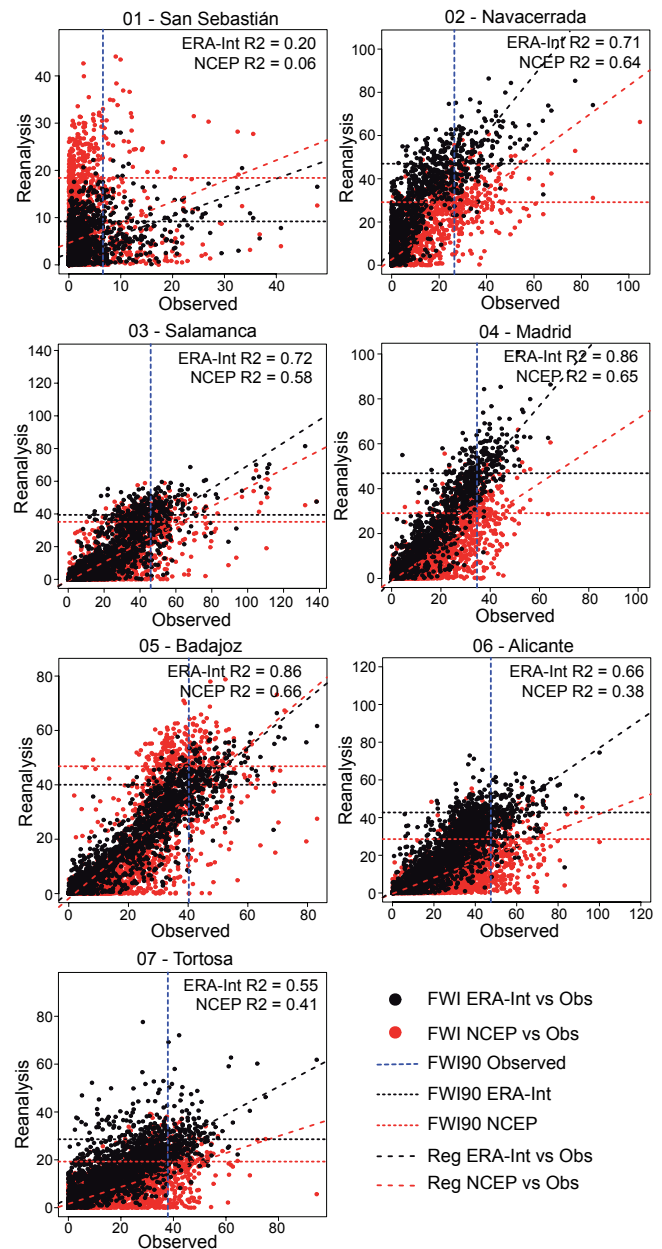 01 - San Sebastián
ERA-Int R2 = 0.20
NCEP R2 = 0.06
40
30
20
10
0
Reanalysis
0 10 20 30 40
Observed
02 - Navacerrada
ERA-Int R2 = 0.71
NCEP R2 = 0.64
100
80
60
40
20
0
Reanalysis
0 20 40 60 80 100
Observed
03 - Salamanca
ERA-Int R2 = 0.72
NCEP R2 = 0.58
140
120
100
80
60
40
20
0
Reanalysis
0 20 40 60 80 100 120 140
Observed
04 - Madrid
ERA-Int R2 = 0.86
NCEP R2 = 0.65
100
80
60
40
20
0
Reanalysis
0 20 40 60 80 100
Observed
05 - Badajoz
ERA-Int R2 = 0.86
NCEP R2 = 0.66
80
60
40
20
0
Reanalysis
0 20 40 60 80
Observed
06 - Alicante
ERA-Int R2 = 0.66
NCEP R2 = 0.38
120
100
80
60
40
20
0
Reanalysis
0 20 40 60 80 100 120
Observed
07 - Tortosa
ERA-Int R2 = 0.55
NCEP R2 = 0.41
80
60
40
20
0
Reanalysis
0 20 40 60 80
Observed
FWI ERA-Int vs Obs
FWI NCEP vs Obs
FWI90 Observed
FWI90 ERA-Int
FWI90 NCEP
Reg ERA-Int vs Obs
Reg NCEP vs Obs